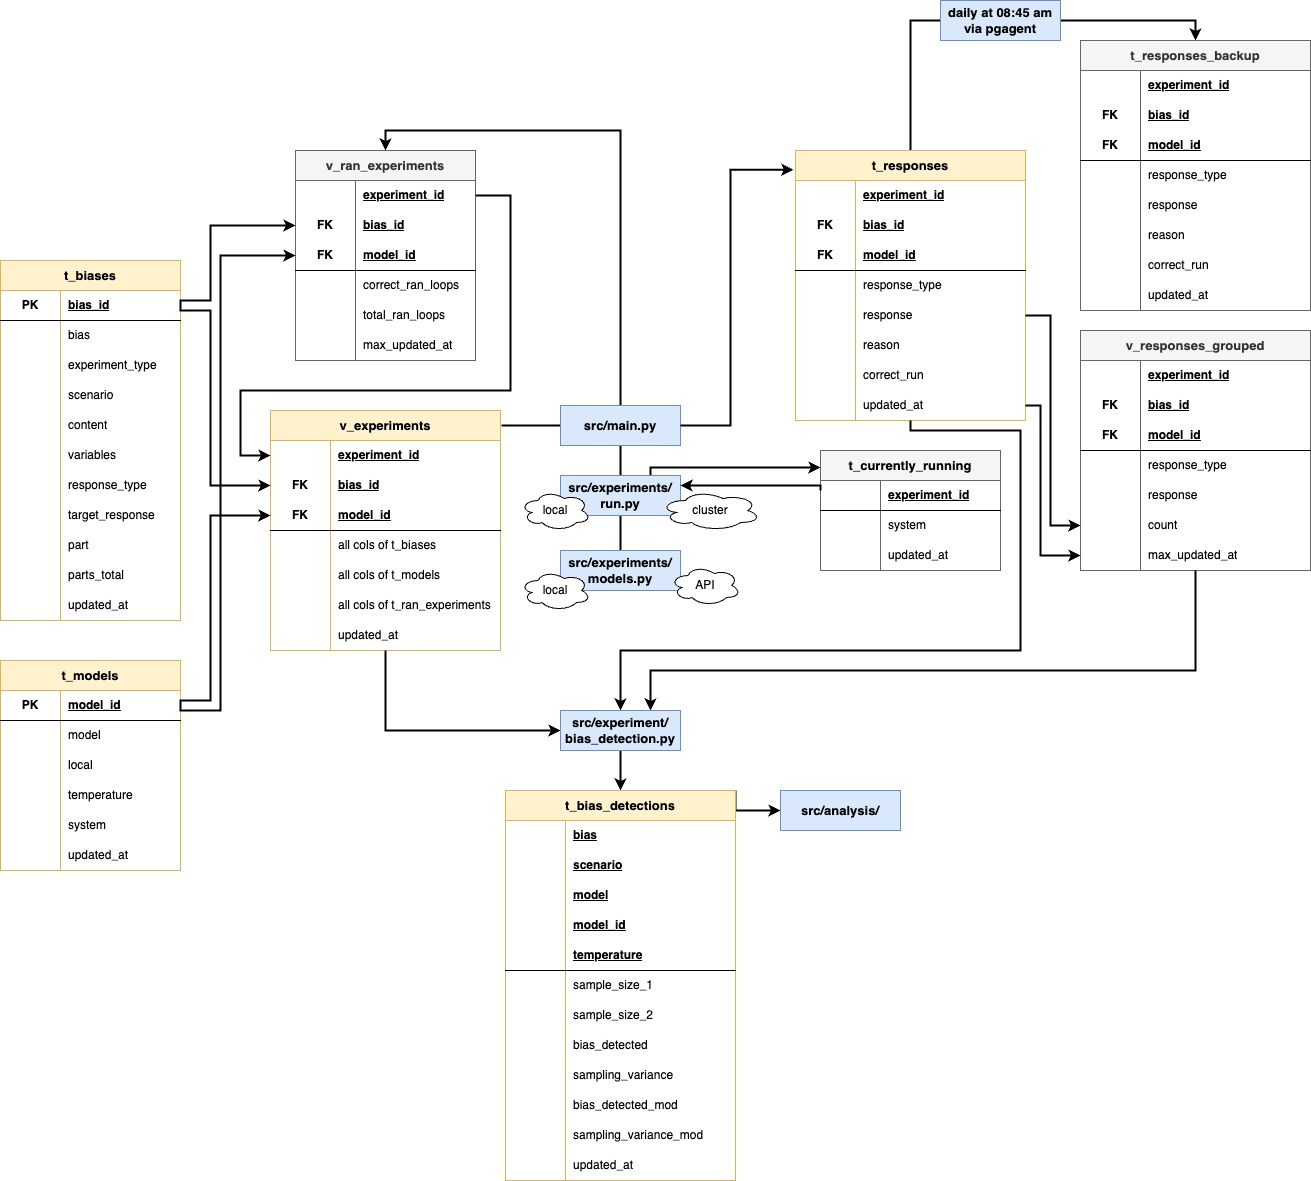 daily at 08:45 am
via pgagent
t_responses_backup
experiment_id
FK bias_id
FK model_id
response_type
response
reason
correct_run
updated_at
v_ran_experiments
experiment_id
FK bias_id
FK model_id
correct_ran_loops
total_ran_loops
max_updated_at
t_responses
experiment_id
FK bias_id
FK model_id
response_type
response
reason
correct_run
updated_at
t_biases
PK bias_id
bias
experiment_type
scenario
content
variables
response_type
target_response
part
parts_total
updated_at
v_responses_grouped
experiment_id
FK bias_id
FK model_id
response_type
response
count
max_updated_at
v_experiments
experiment_id
FK bias_id
FK model_id
all cols of t_biases
all cols of t_models
all cols of t_ran_experiments
updated_at
src/main.py
src/experiments/
run.py
local
cluster
src/experiments/
models.py
local
API
t_currently_running
experiment_id
system
updated_at
t_models
PK model_id
model
local
temperature
system
updated_at
src/experiment/
bias_detection.py
t_bias_detections
bias
scenario
model
model_id
temperature
sample_size_1
sample_size_2
bias_detected
sampling_variance
bias_detected_mod
sampling_variance_mod
updated_at
src/analysis/